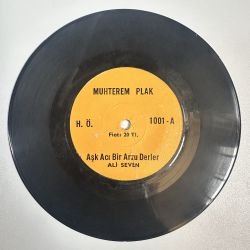 MUHTEREM PLAK
H. Ö. 1001-A
Fiatı 20 TL.
Aşk Acı Bir Arzu Derler
ALİ SEVEN